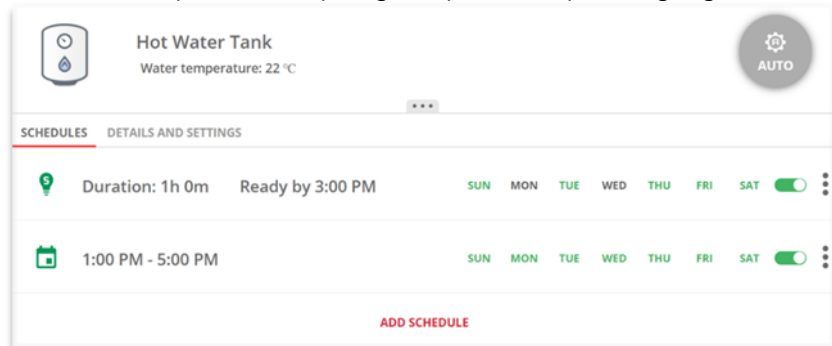 Hot Water Tank
Water temperature: 22 °C
AUTO
SCHEDULES DETAILS AND SETTINGS
Duration: 1h 0m Ready by 3:00 PM SUN MON TUE WED THU FRI SAT
1:00 PM - 5:00 PM SUN MON TUE WED THU FRI SAT
ADD SCHEDULE